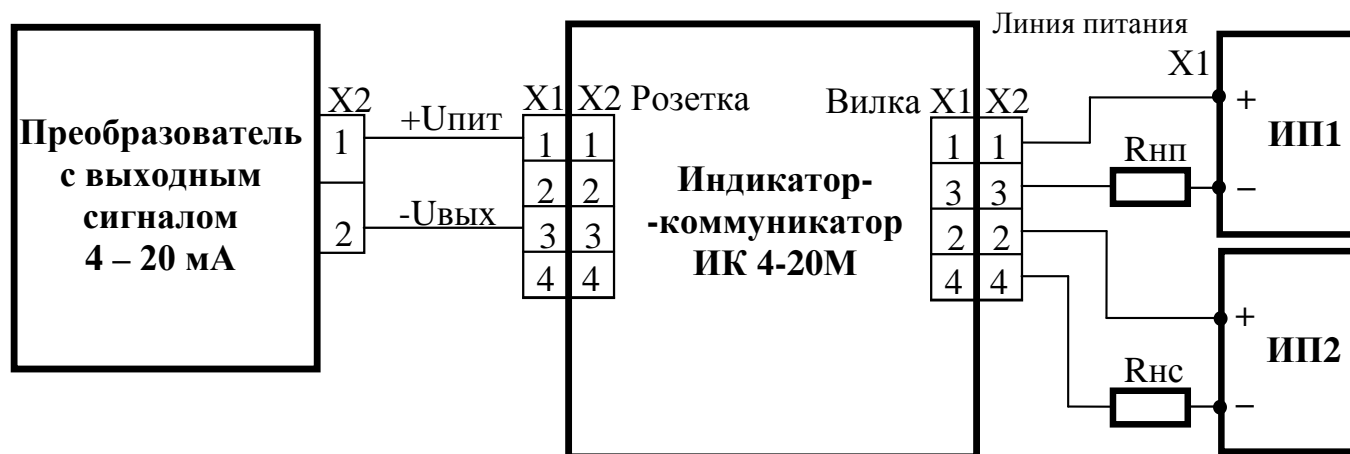 Преобразователь
с выходным
сигналом
4 – 20 мА
X2
1
2
+Uпит
-Uвых
X1 X2 Розетка
1 1
2 2
3 3
4 4
Индикатор-
-коммуникатор
ИК 4-20М
Вилка X1 X2
1 1
3 3
2 2
4 4
Линия питания
X1
Rнп
+
−
ИП1
Rнс
+
−
ИП2